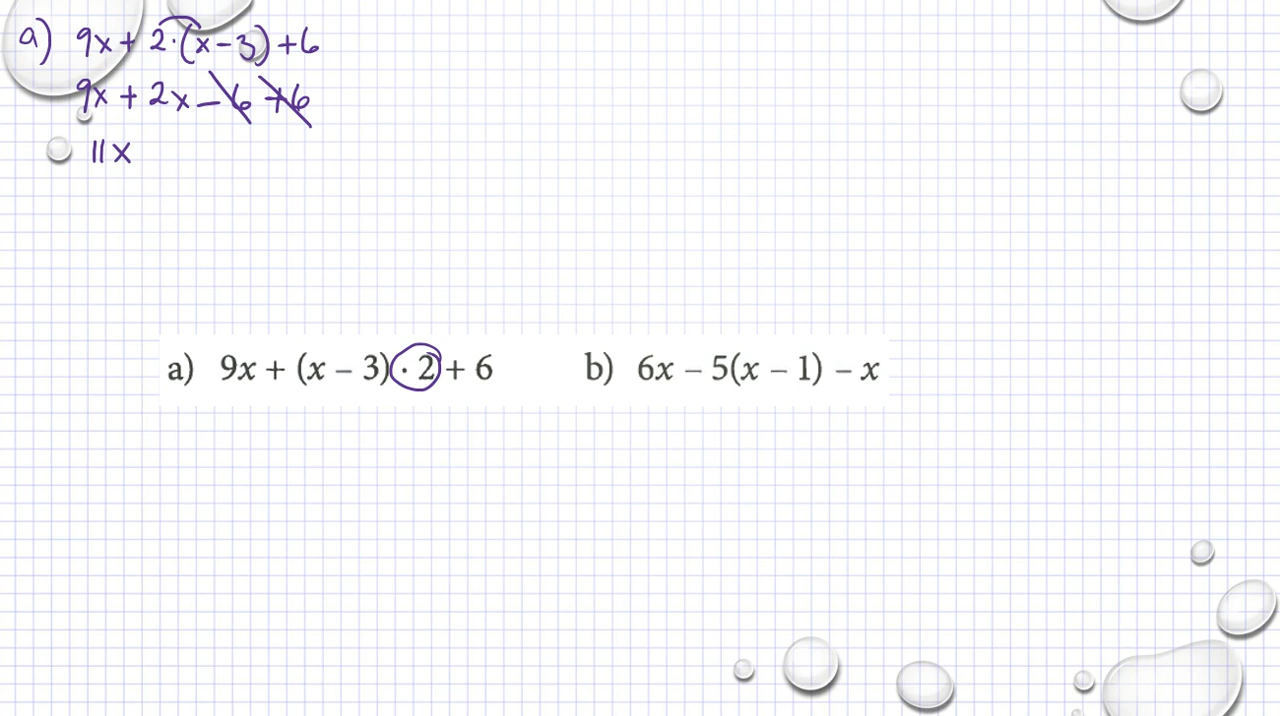 a) 9x + 2·(x-3) +6
9x + 2x - 6 + 6
11x
a) 9x + (x – 3) · 2 + 6 b) 6x – 5(x – 1) – x